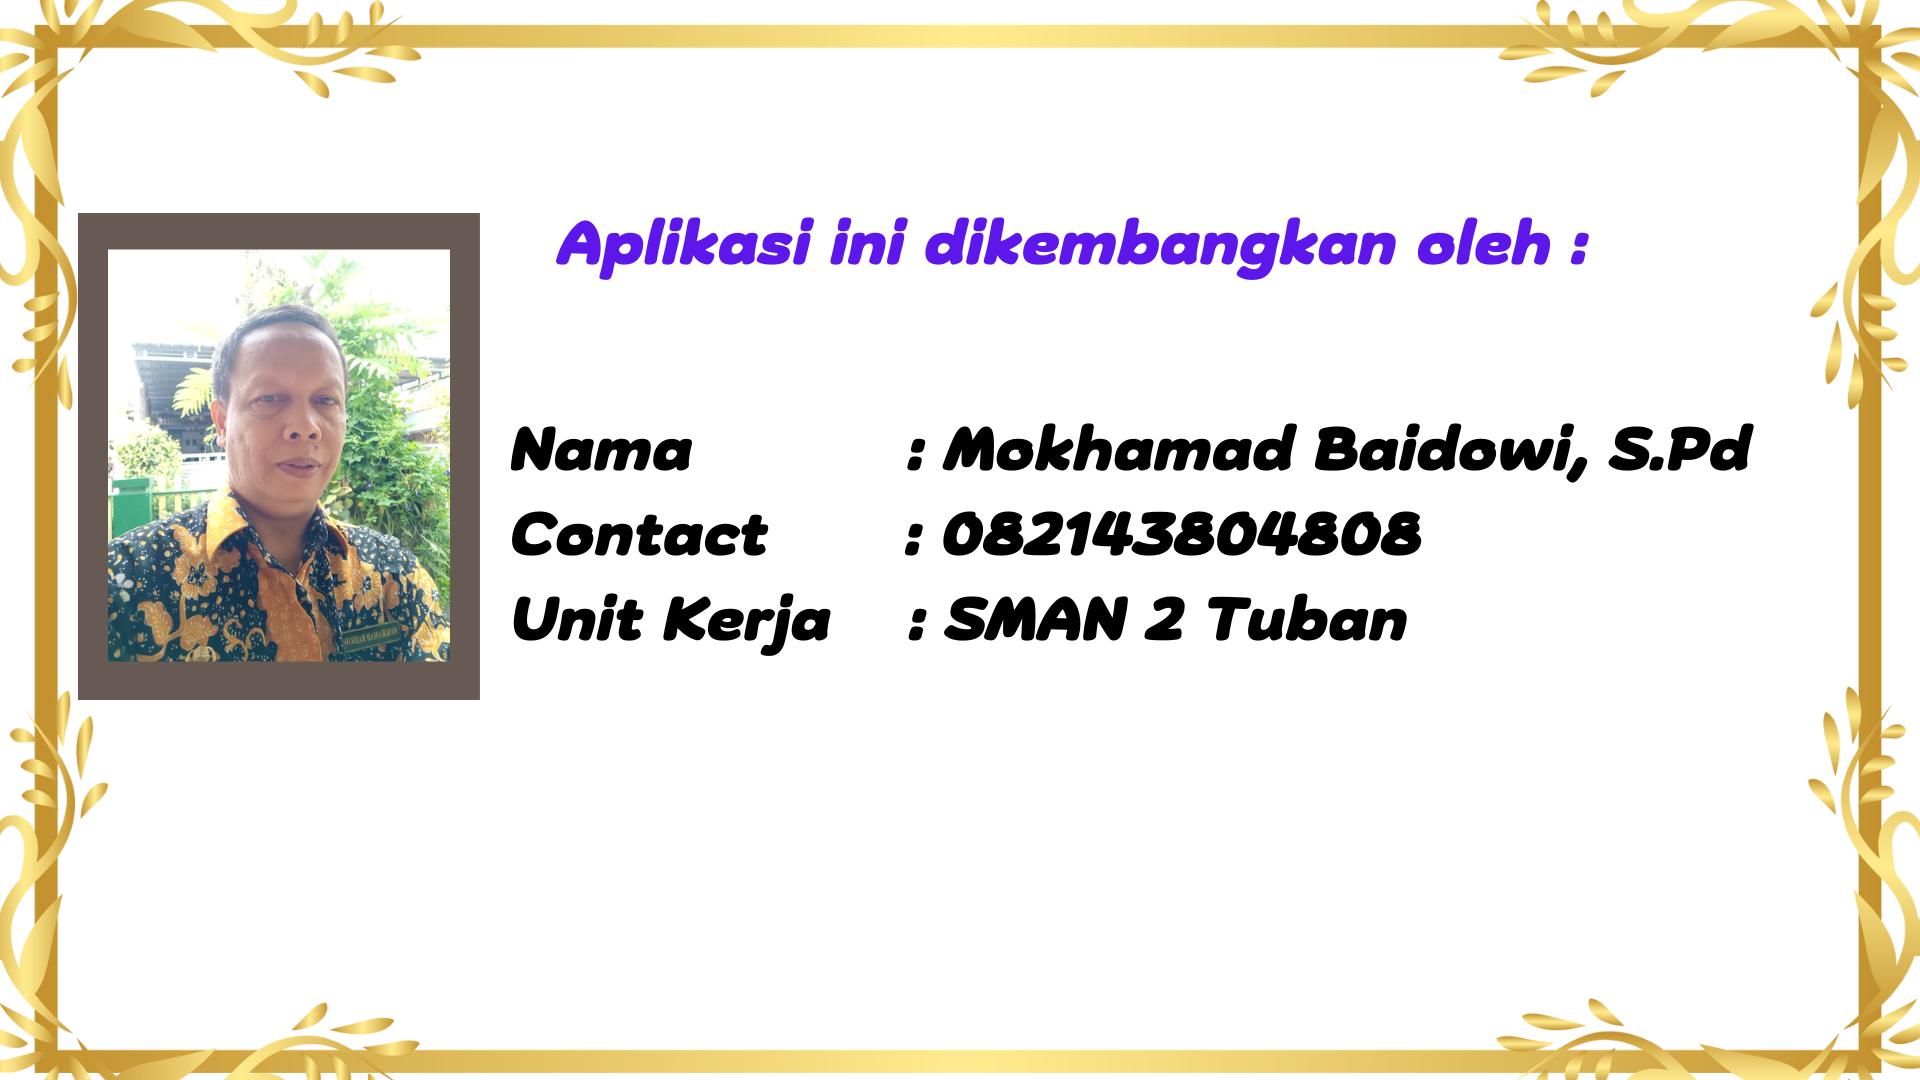 Aplikasi ini dikembangkan oleh :
Nama : Mokhamad Baidowi, S.Pd
Contact : 082143804808
Unit Kerja : SMAN 2 Tuban